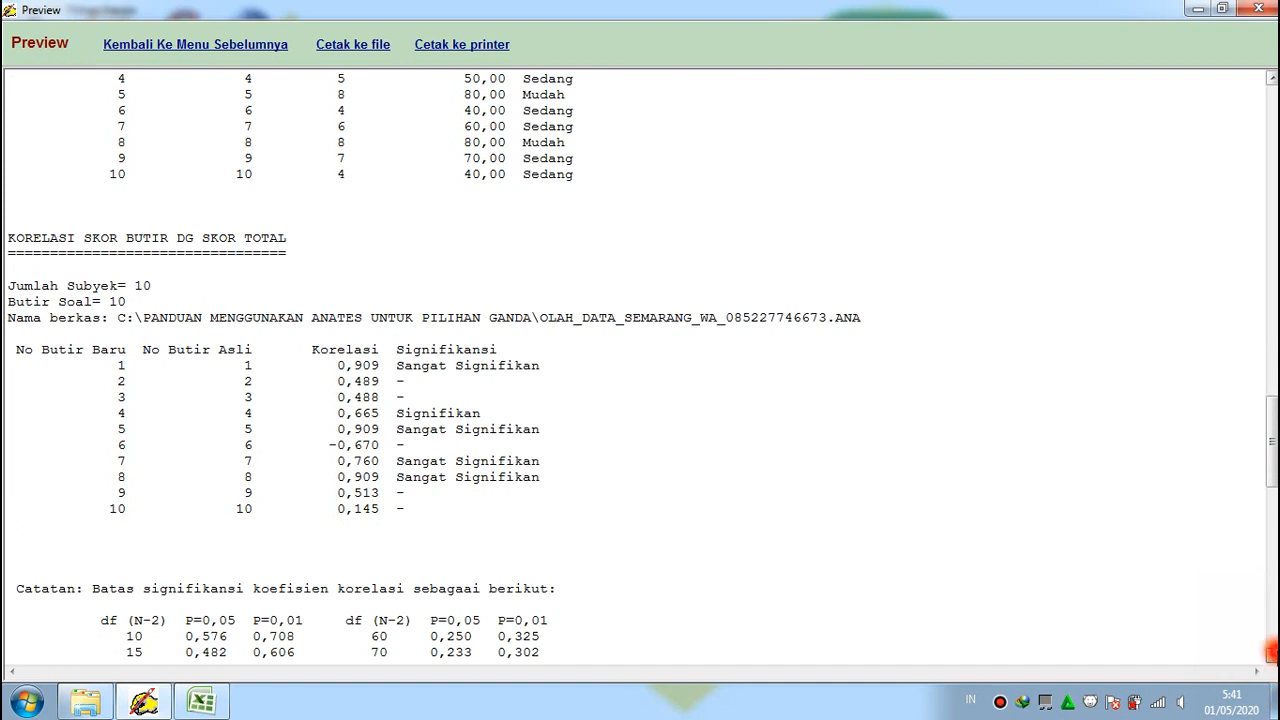 Preview
Preview Kembali Ke Menu Sebelumnya Cetak ke file Cetak ke printer
4 4 5 50,00 Sedang
5 5 8 80,00 Mudah
6 6 4 40,00 Sedang
7 7 6 60,00 Sedang
8 8 8 80,00 Mudah
9 9 7 70,00 Sedang
10 10 4 40,00 Sedang
KORELASI SKOR BUTIR DG SKOR TOTAL
=================================
Jumlah Subyek= 10
Butir Soal= 10
Nama berkas: C:\PANDUAN MENGGUNAKAN ANATES UNTUK PILIHAN GANDA\OLAH_DATA_SEMARANG_WA_085227746673.ANA
No Butir Baru No Butir Asli Korelasi Signifikansi
1 1 0,909 Sangat Signifikan
2 2 0,489 -
3 3 0,488 -
4 4 0,665 Signifikan
5 5 0,909 Sangat Signifikan
6 6 -0,670 -
7 7 0,760 Sangat Signifikan
8 8 0,909 Sangat Signifikan
9 9 0,513 -
10 10 0,145 -
Catatan: Batas signifikansi koefisien korelasi sebagaai berikut:
df (N-2) P=0,05 P=0,01 df (N-2) P=0,05 P=0,01
10 0,576 0,708 60 0,250 0,325
15 0,482 0,606 70 0,233 0,302
IN 5:41
01/05/2020